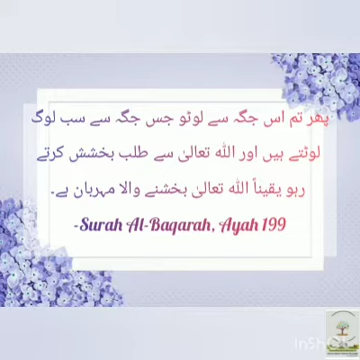 پھر تم اس جگہ سے لوٹو جس جگہ سے سب لوگ
لوٹتے ہیں اور اللہ تعالیٰ سے طلب بخشش کرتے
رہو یقیناً اللہ تعالیٰ بخشنے والا مہربان ہے۔
-Surah Al-Baqarah, Ayah 199
InSh